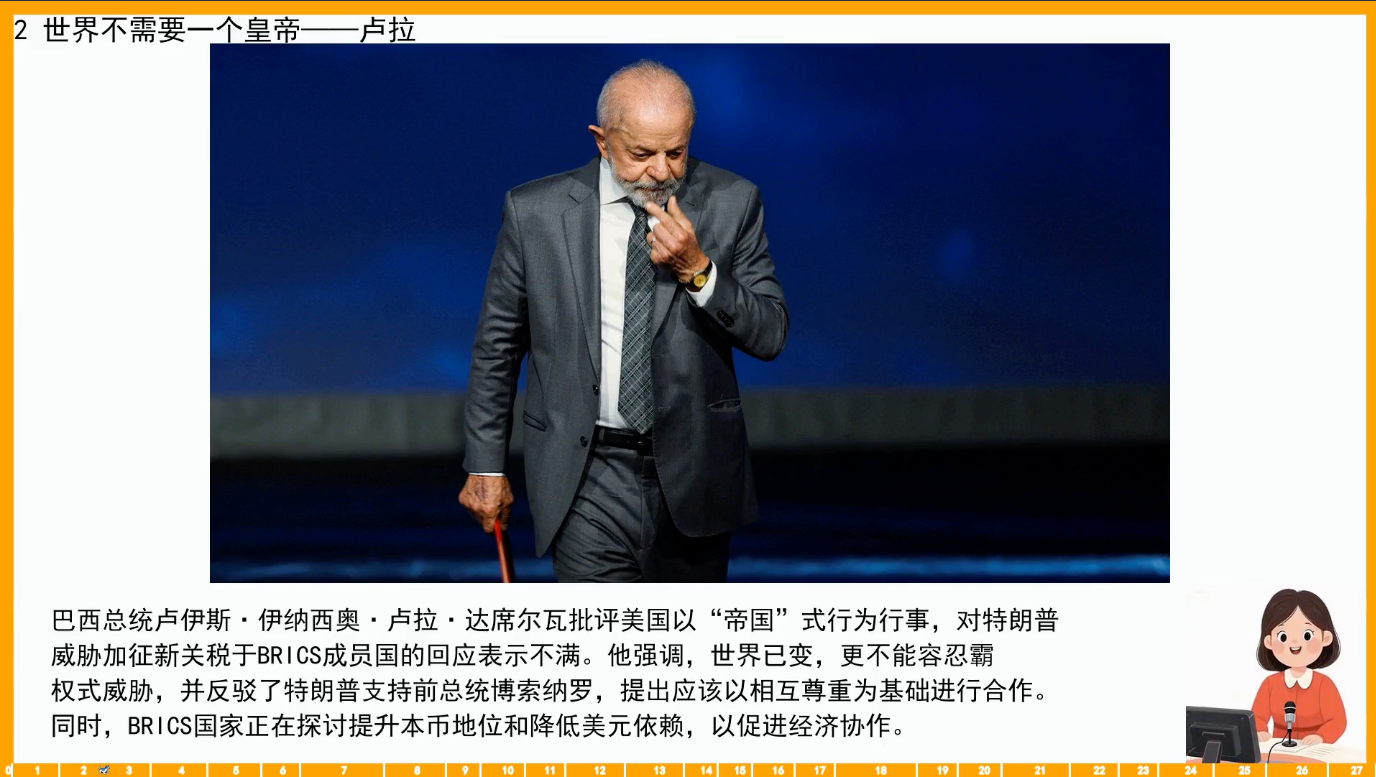 2 世界不需要一个皇帝——卢拉
巴西总统卢伊斯·伊纳西奥·卢拉·达席尔瓦批评美国以“帝国”式行为行事，对特朗普
威胁加征新关税于BRICS成员国的回应表示不满。他强调，世界已变，更不能容忍霸
权式威胁，并反驳了特朗普支持前总统博索纳罗，提出应该以相互尊重为基础进行合作。
同时，BRICS国家正在探讨提升本币地位和降低美元依赖，以促进经济协作。
0 1 2 3 4 5 6 7 8 9 10 11 12 13 14 15 16 17 18 19 20 21 22 23 24 25 26 27